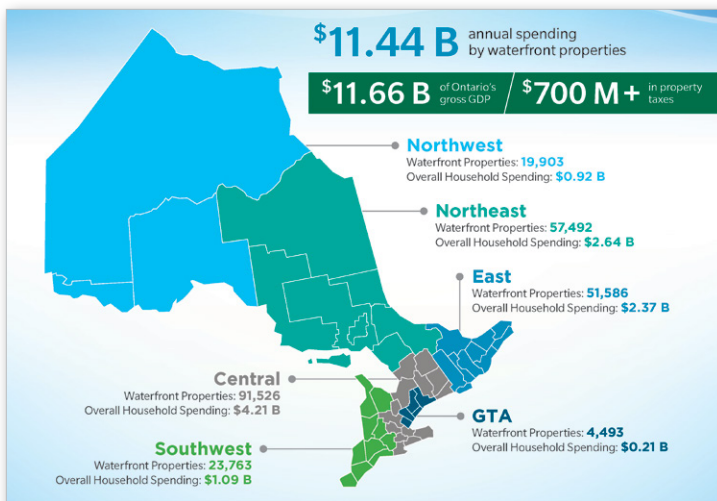 $11.44 B annual spending
by waterfront properties
$11.66 B of Ontario's
gross GDP
$700 M+ in property
taxes
Northwest
Waterfront Properties: 19,903
Overall Household Spending: $0.92 B
Northeast
Waterfront Properties: 57,492
Overall Household Spending: $2.64 B
East
Waterfront Properties: 51,586
Overall Household Spending: $2.37 B
Central
Waterfront Properties: 91,526
Overall Household Spending: $4.21 B
GTA
Waterfront Properties: 4,493
Overall Household Spending: $0.21 B
Southwest
Waterfront Properties: 23,763
Overall Household Spending: $1.09 B